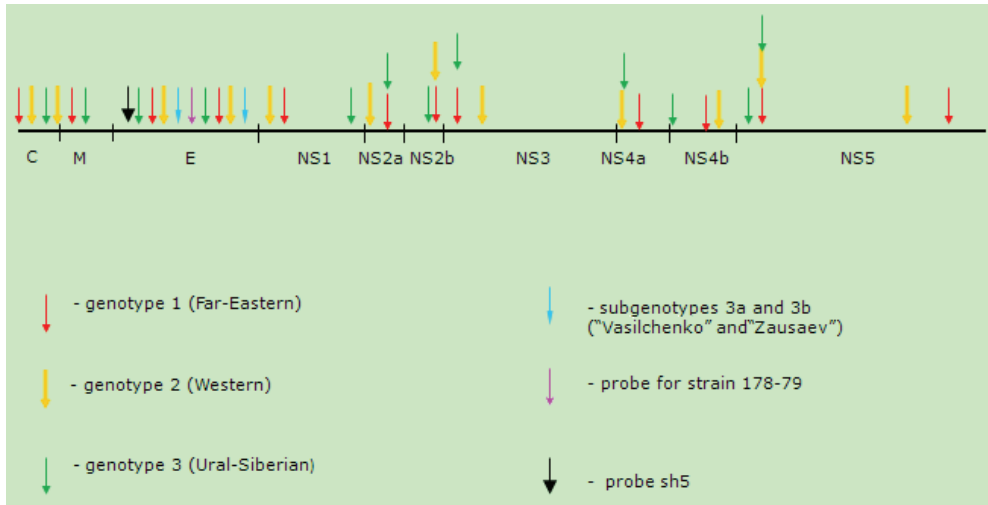 C M E NS1 NS2a NS2b NS3 NS4a NS4b NS5
- genotype 1 (Far-Eastern)
- genotype 2 (Western)
- genotype 3 (Ural-Siberian)
- subgenotypes 3a and 3b
("Vasilchenko" and"Zausaev")
- probe for strain 178-79
- probe sh5